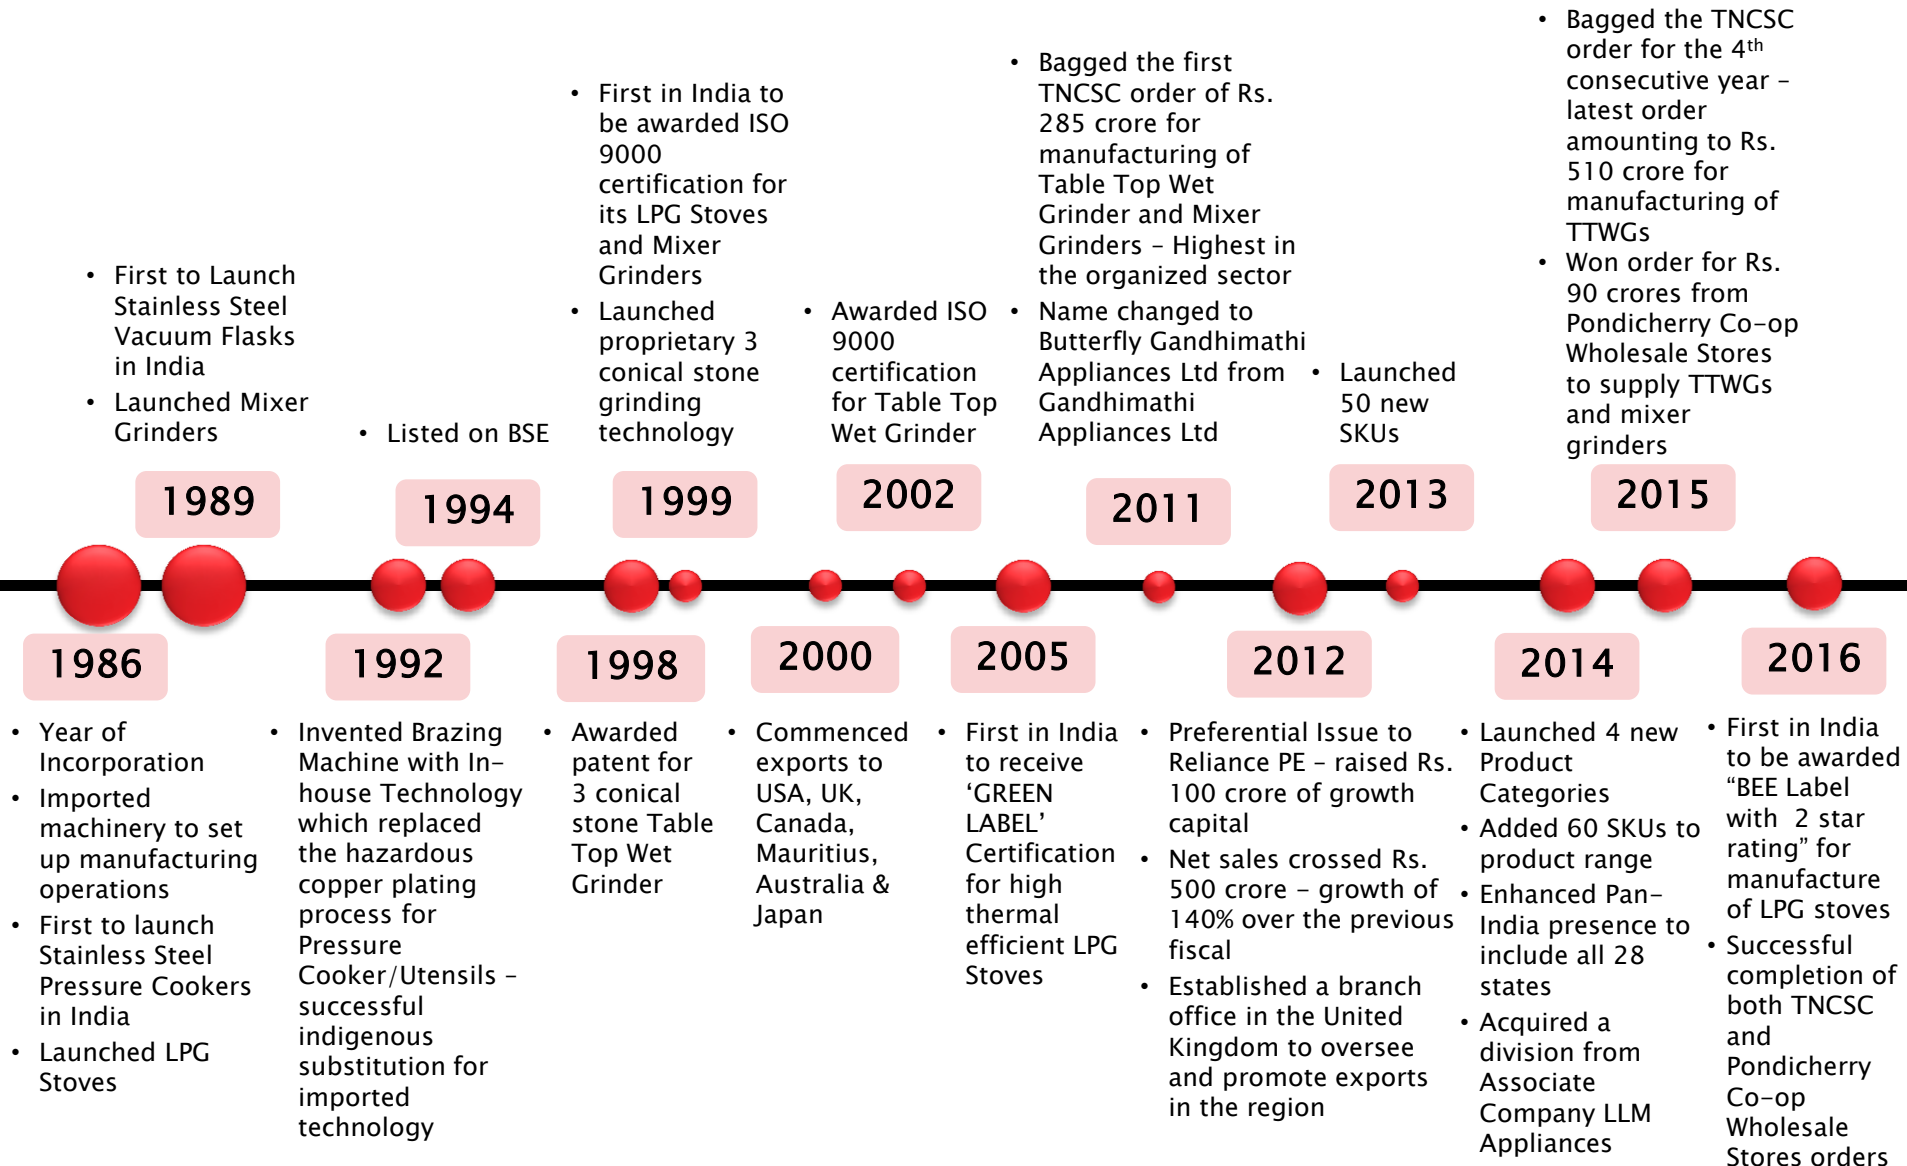 • First to Launch
Stainless Steel
Vacuum Flasks
in India
• Launched Mixer
Grinders
1989
• Listed on BSE
1994
• First in India to
be awarded ISO
9000
certification for
its LPG Stoves
and Mixer
Grinders
• Launched
proprietary 3
conical stone
grinding
technology
1999
• Awarded ISO
9000
certification
for Table Top
Wet Grinder
2002
• Bagged the first
TNCSC order of Rs.
285 crore for
manufacturing of
Table Top Wet
Grinder and Mixer
Grinders – Highest in
the organized sector
• Name changed to
Butterfly Gandhimathi
Appliances Ltd from
Gandhimathi
Appliances Ltd
2011
• Launched
50 new
SKUs
2013
• Bagged the TNCSC
order for the 4th
consecutive year –
latest order
amounting to Rs.
510 crore for
manufacturing of
TTWGs
• Won order for Rs.
90 crores from
Pondicherry Co-op
Wholesale Stores
to supply TTWGs
and mixer
grinders
2015
1986
• Year of
Incorporation
• Imported
machinery to set
up manufacturing
operations
• First to launch
Stainless Steel
Pressure Cookers
in India
• Launched LPG
Stoves
1992
• Invented Brazing
Machine with In-
house Technology
which replaced
the hazardous
copper plating
process for
Pressure
Cooker/Utensils –
successful
indigenous
substitution for
imported
technology
1998
• Awarded
patent for
3 conical
stone Table
Top Wet
Grinder
2000
• Commenced
exports to
USA, UK,
Canada,
Mauritius,
Australia &
Japan
2005
• First in India
to receive
‘GREEN
LABEL’
Certification
for high
thermal
efficient LPG
Stoves
2012
• Preferential Issue to
Reliance PE – raised Rs.
100 crore of growth
capital
• Net sales crossed Rs.
500 crore – growth of
140% over the previous
fiscal
• Established a branch
office in the United
Kingdom to oversee
and promote exports
in the region
2014
• Launched 4 new
Product
Categories
• Added 60 SKUs to
product range
• Enhanced Pan-
India presence to
include all 28
states
• Acquired a
division from
Associate
Company LLM
Appliances
2016
• First in India
to be awarded
“BEE Label
with 2 star
rating” for
manufacture
of LPG stoves
• Successful
completion of
both TNCSC
and
Pondicherry
Co-op
Wholesale
Stores orders